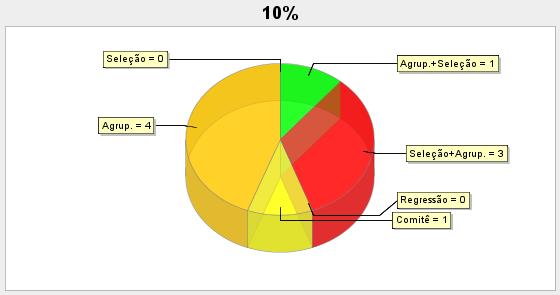 10%
Seleção = 0
Agrup.+Seleção = 1
Agrup. = 4
Seleção+Agrup. = 3
Regressão = 0
Comitê = 1